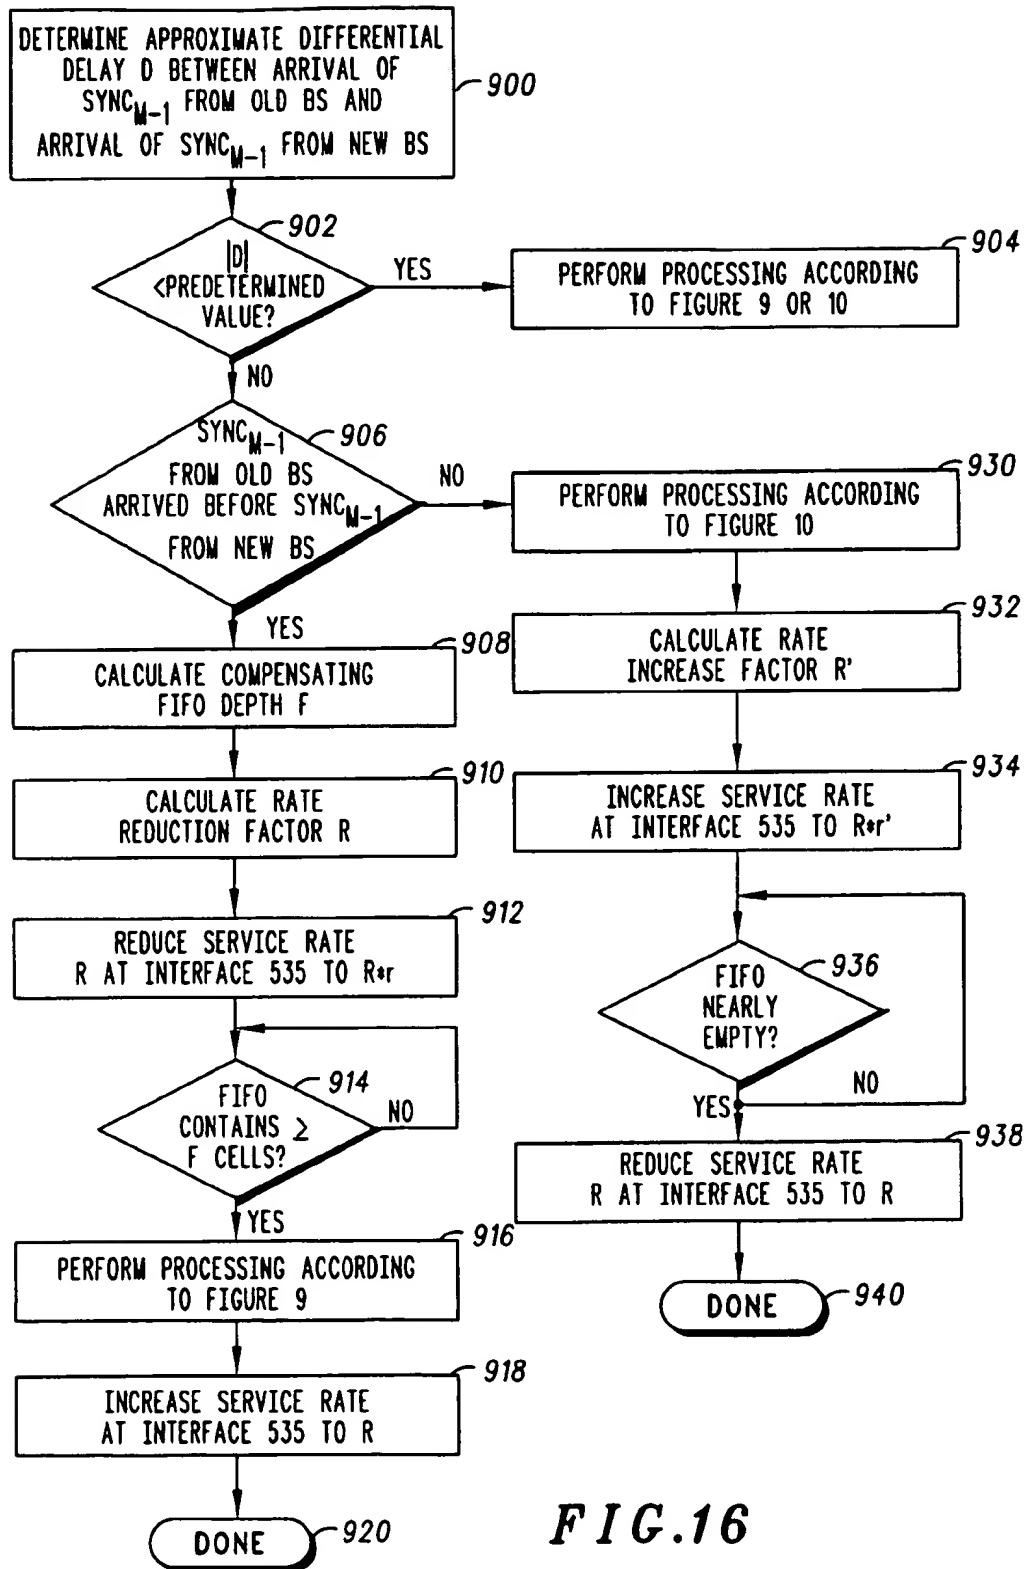 DETERMINE APPROXIMATE DIFFERENTIAL
DELAY D BETWEEN ARRIVAL OF
SYNC_{M-1} FROM OLD BS AND
ARRIVAL OF SYNC_{M-1} FROM NEW BS
900
902
|D|
<PREDETERMINED
VALUE?
YES
904
PERFORM PROCESSING ACCORDING
TO FIGURE 9 OR 10
NO
906
SYNC_{M-1}
FROM OLD BS
ARRIVED BEFORE SYNC_{M-1}
FROM NEW BS
NO
930
PERFORM PROCESSING ACCORDING
TO FIGURE 10
YES
908
CALCULATE COMPENSATING
FIFO DEPTH F
932
CALCULATE RATE
INCREASE FACTOR R'
910
CALCULATE RATE
REDUCTION FACTOR R
934
INCREASE SERVICE RATE
AT INTERFACE 535 TO R*r'
912
REDUCE SERVICE RATE
R AT INTERFACE 535 TO R*r
936
FIFO
NEARLY
EMPTY?
NO
YES
914
FIFO
CONTAINS ≥
F CELLS?
NO
YES
938
REDUCE SERVICE RATE
R AT INTERFACE 535 TO R
916
PERFORM PROCESSING ACCORDING
TO FIGURE 9
DONE
940
918
INCREASE SERVICE RATE
AT INTERFACE 535 TO R
DONE
920
FIG.16